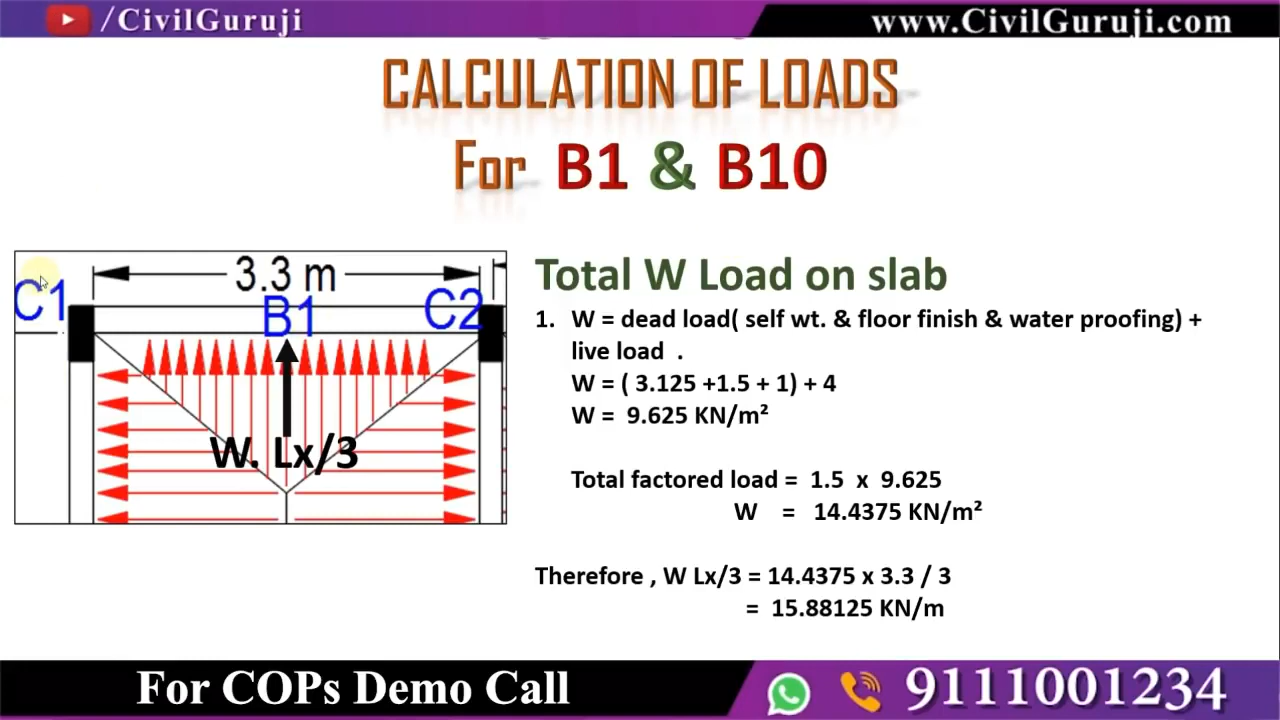 /CivilGuruji
www.CivilGuruji.com
CALCULATION OF LOADS
For B1 & B10
3.3 m
C1
B1
C2
W. Lx/3
Total W Load on slab
1. W = dead load( self wt. & floor finish & water proofing) +
live load .
W = ( 3.125 +1.5 + 1) + 4
W = 9.625 KN/m²
Total factored load = 1.5 x 9.625
W = 14.4375 KN/m²
Therefore , W Lx/3 = 14.4375 x 3.3 / 3
= 15.88125 KN/m
For COPs Demo Call
9111001234